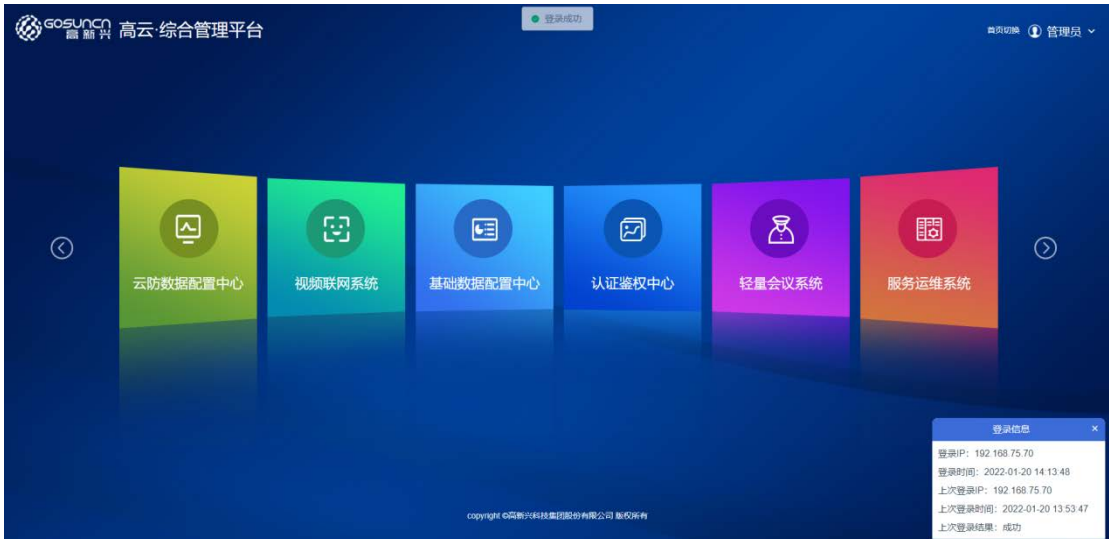 GOSUNCN
高新兴
高云·综合管理平台
登录成功
首页切换
管理员
云防数据配置中心
视频联网系统
基础数据配置中心
认证鉴权中心
轻量会议系统
服务运维系统
登录信息
登录IP：192.168.75.70
登录时间：2022-01-20 14:13:48
上次登录IP：192.168.75.70
上次登录时间：2022-01-20 13:53:47
上次登录结果：成功
copyright ©高新兴科技集团股份有限公司 版权所有